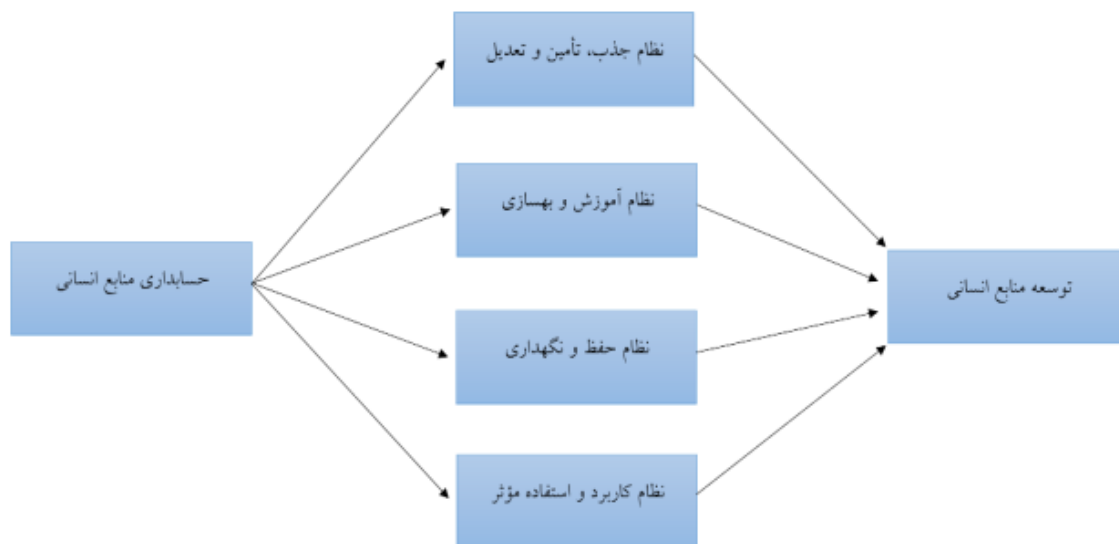 نظام جذب، تأمین و تعدیل
نظام آموزش و بهسازی
حسابداری منابع انسانی
توسعه منابع انسانی
نظام حفظ و نگهداری
نظام کاربرد و استفاده مؤثر